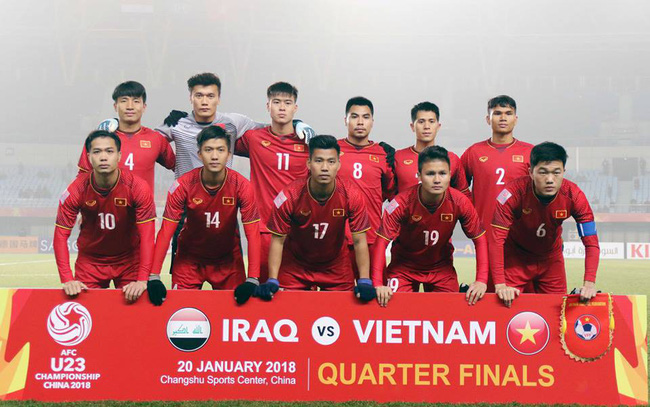 4
11
8
2
10
14
17
19
6
AFC
U23
CHAMPIONSHIP
CHINA 2018
IRAQ VS VIETNAM
20 JANUARY 2018
Changshu Sports Center, China
QUARTER FINALS